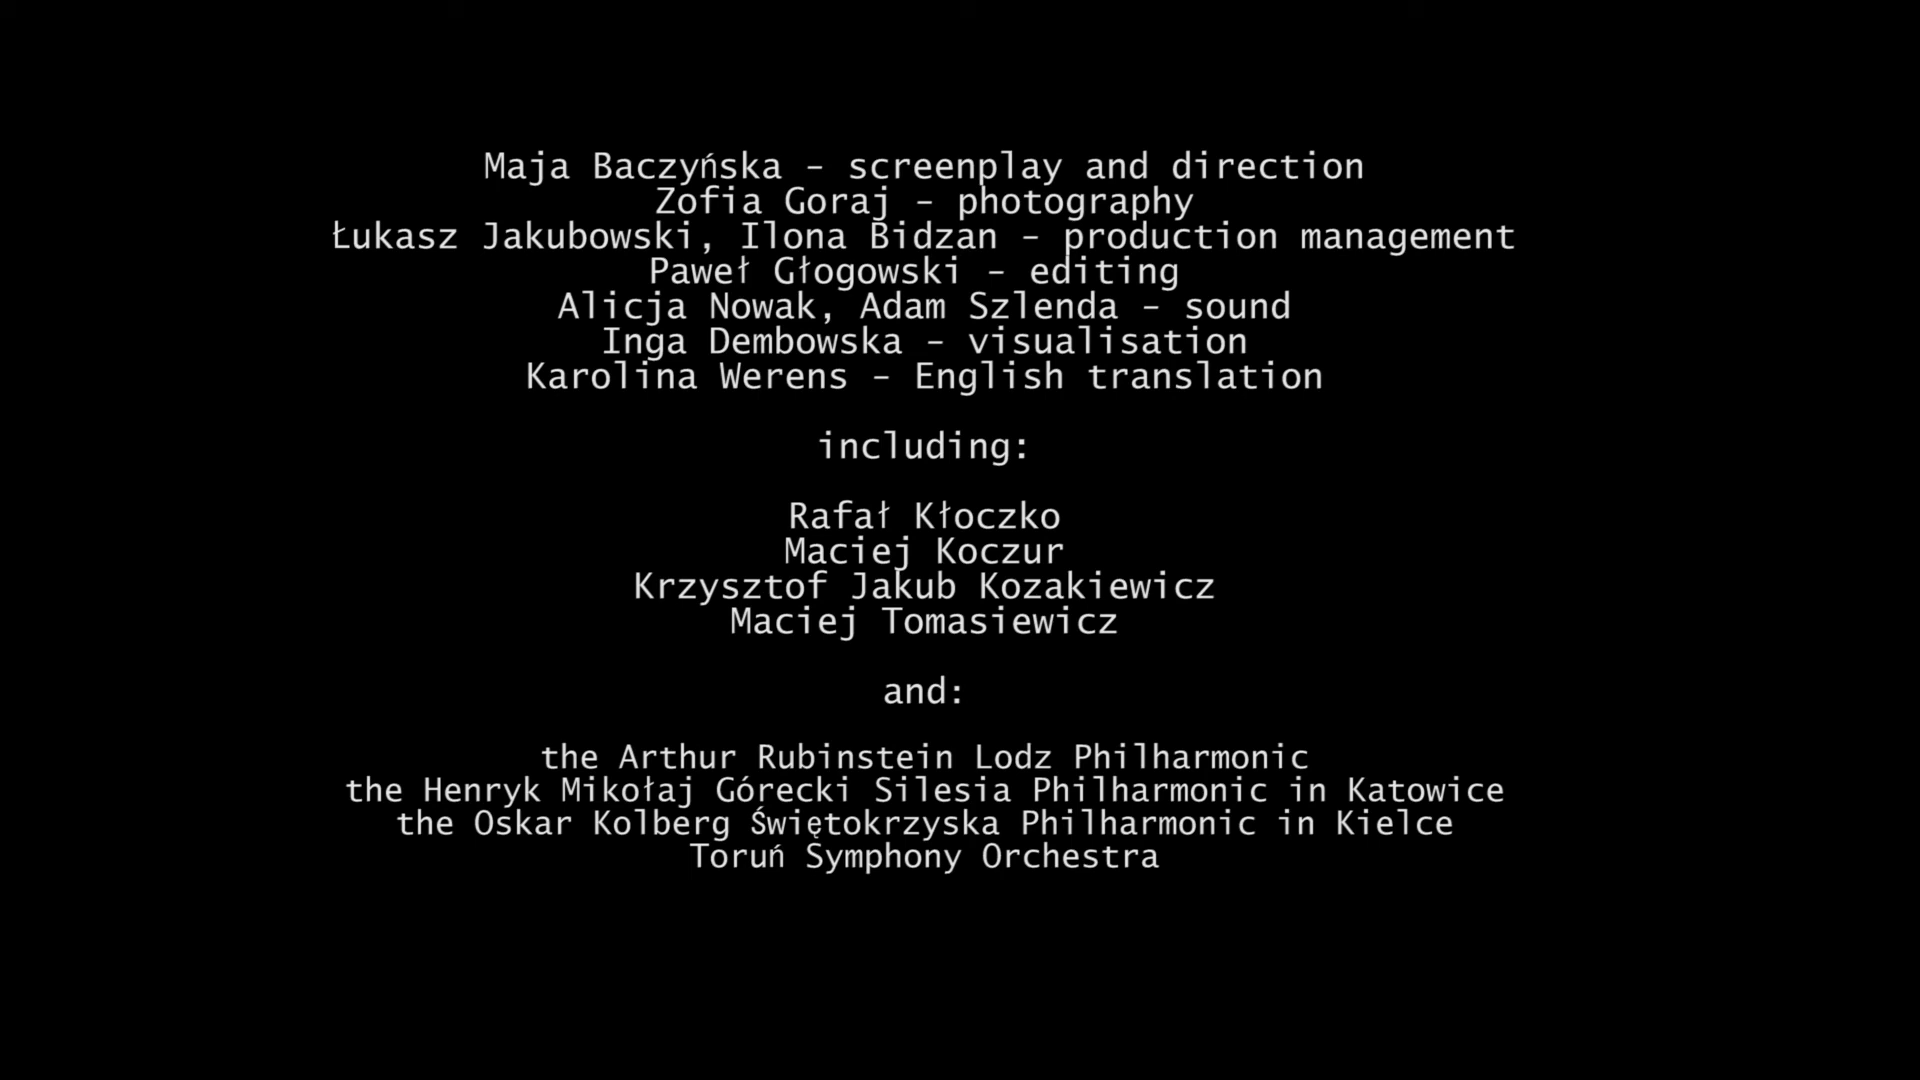 Maja Baczyńska – screenplay and direction
Zofia Goraj – photography
Łukasz Jakubowski, Ilona Bidzan – production management
Paweł Głogowski – editing
Alicja Nowak, Adam Szlenda – sound
Inga Dembowska – visualisation
Karolina Werens – English translation
including:
Rafał Kłoczko
Maciej Koczur
Krzysztof Jakub Kozakiewicz
Maciej Tomasiewicz
and:
the Arthur Rubinstein Lodz Philharmonic
the Henryk Mikołaj Górecki Silesia Philharmonic in Katowice
the Oskar Kolberg Świętokrzyska Philharmonic in Kielce
Toruń Symphony Orchestra